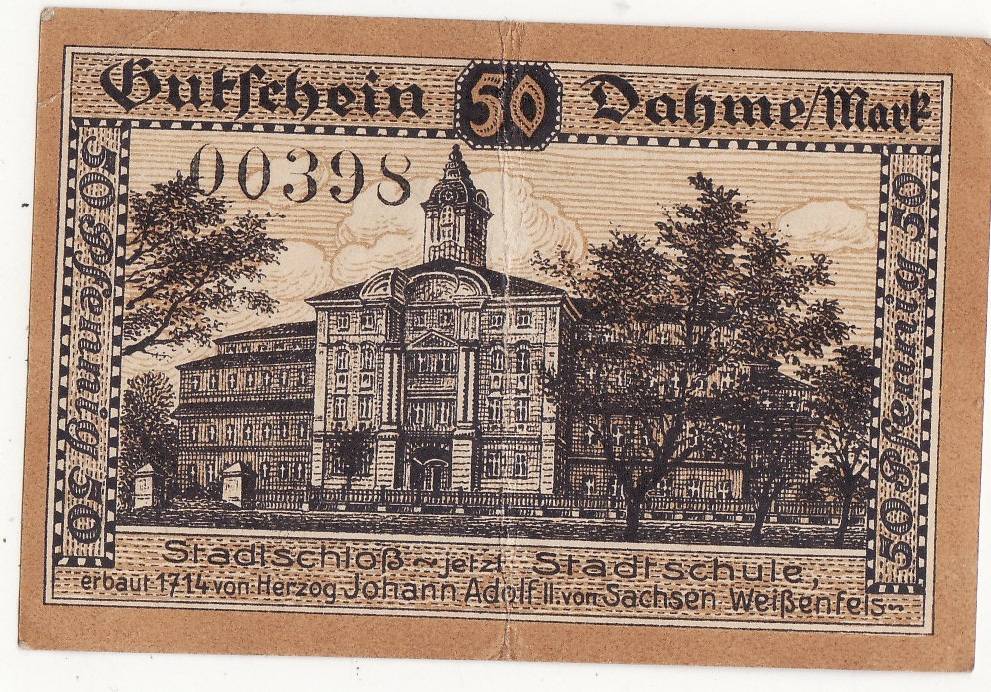 Gutschein 50 Dahme/Mark
00398
50 Pfennig 50
50 Pfennig 50
Stadtschloß ~ jetzt Stadtschule,
erbaut 1714 von Herzog Johann Adolf II. von Sachsen Weißenfels~